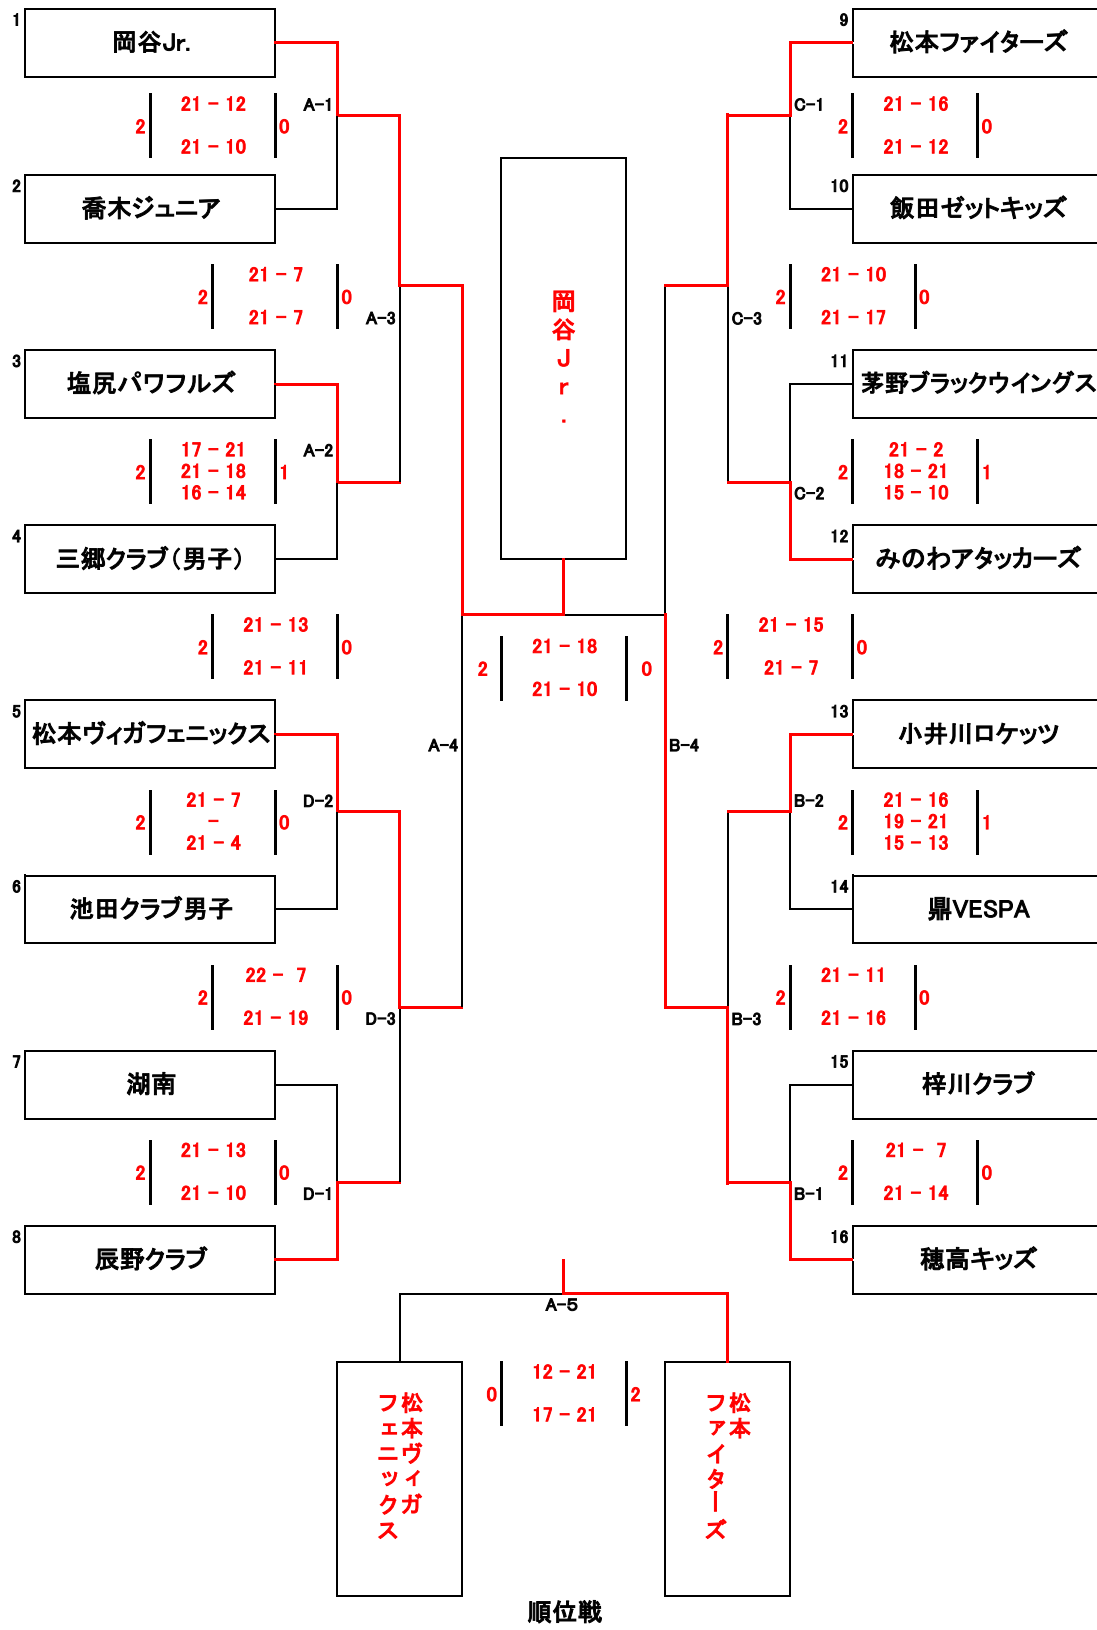 1
岡谷Jr.
A-1
2
21 - 12
21 - 10
0
2
喬木ジュニア
2
21 - 7
21 - 7
0
A-3
3
塩尻パワフルズ
A-2
2
17 - 21
21 - 18
16 - 14
1
4
三郷クラブ(男子)
2
21 - 13
21 - 11
0
5
松本ヴィガフェニックス
A-4
D-2
2
21 - 7
-
21 - 4
0
6
池田クラブ男子
2
22 - 7
21 - 19
0
D-3
7
湖南
2
21 - 13
21 - 10
0
D-1
8
辰野クラブ
岡谷Jr.
2
21 - 18
21 - 10
0
9
松本ファイターズ
C-1
2
21 - 16
21 - 12
0
10
飯田ゼットキッズ
C-3
2
21 - 10
21 - 17
0
11
茅野ブラックウイングス
C-2
2
21 - 2
18 - 21
15 - 10
1
12
みのわアタッカーズ
2
21 - 15
21 - 7
0
13
小井川ロケッツ
B-4
B-2
2
21 - 16
19 - 21
15 - 13
1
14
鼎VESPA
B-3
2
21 - 11
21 - 16
0
15
梓川クラブ
B-1
2
21 - 7
21 - 14
0
16
穂高キッズ
A-5
松本ヴィガ
フェニックス
0
12 - 21
17 - 21
2
松本
ファイターズ
順位戦